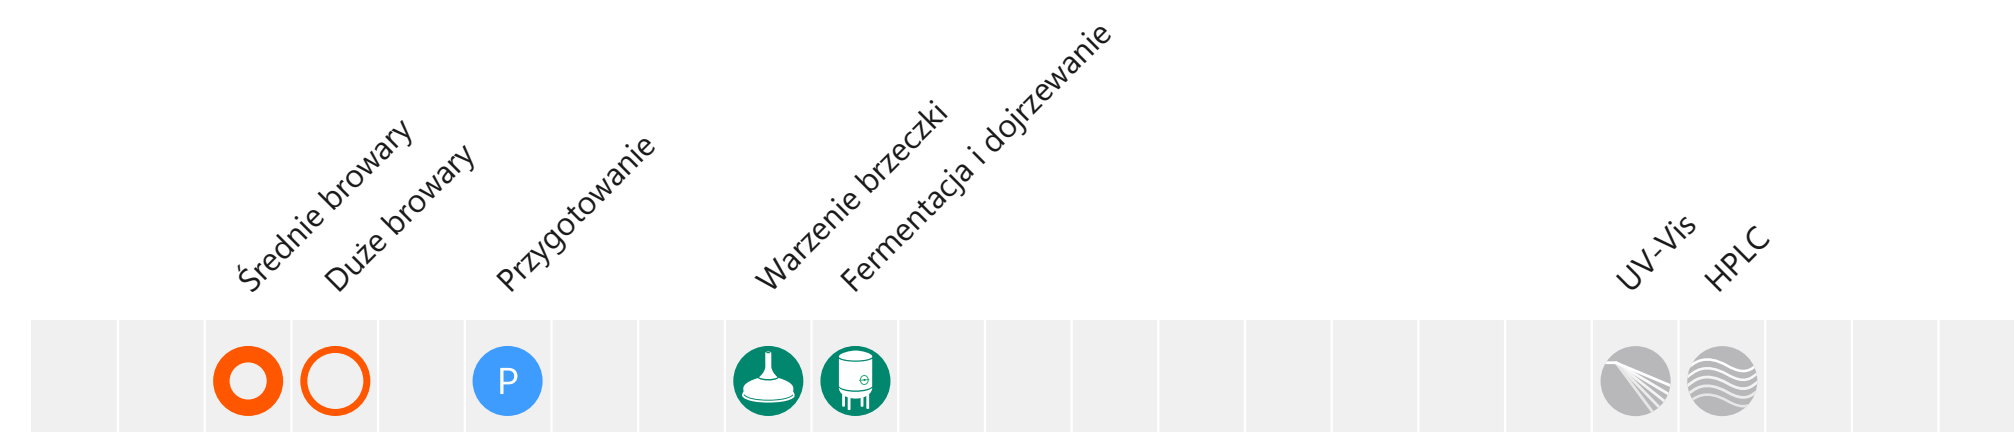 Średnie browary
Duże browary
Przygotowanie
Warzenie brzeczki
Fermentacja i dojrzewanie
UV-Vis
HPLC
P